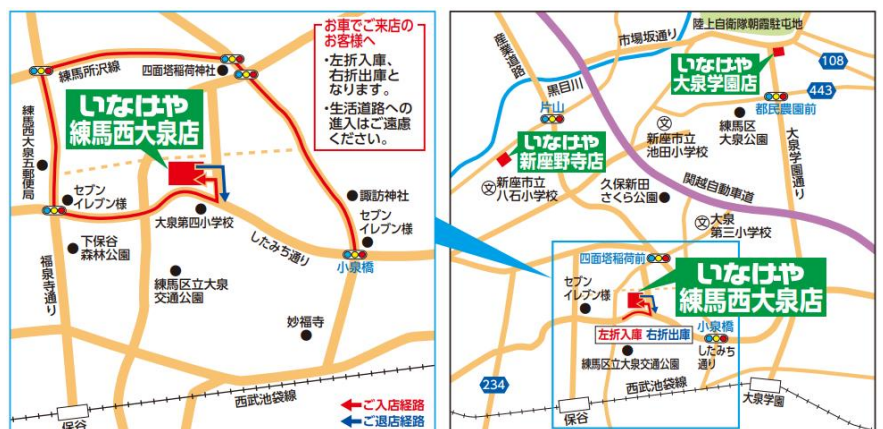 お車でご来店の
お客様へ
・左折入庫、
右折出庫と
なります。
・生活道路への
進入はご遠慮
ください。
練馬所沢線
四面塔稲荷神社
いなげや
練馬西大泉店
練馬西大泉五郵便局
セブン
イレブン様
大泉第四小学校
諏訪神社
セブン
イレブン様
下保谷
森林公園
したみち通り
小泉橋
福泉寺通り
練馬区立大泉
交通公園
妙福寺
西武池袋線
保谷
ご入店経路
ご退店経路
陸上自衛隊朝霞駐屯地
市場坂通り
産業道路
黒目川
いなげや
大泉学園店
108
443
片山
都民農園前
文
新座市立
池田小学校
練馬区
大泉公園
大泉学園通り
いなげや
新座野寺店
文
新座市立
八石小学校
久保新田
さくら公園
関越自動車道
文
大泉
第三小学校
四面塔稲荷前
セブン
イレブン様
いなげや
練馬西大泉店
左折入庫 右折出庫
小泉橋
練馬区立大泉交通公園
したみち
通り
234
西武池袋線
保谷
大泉学園